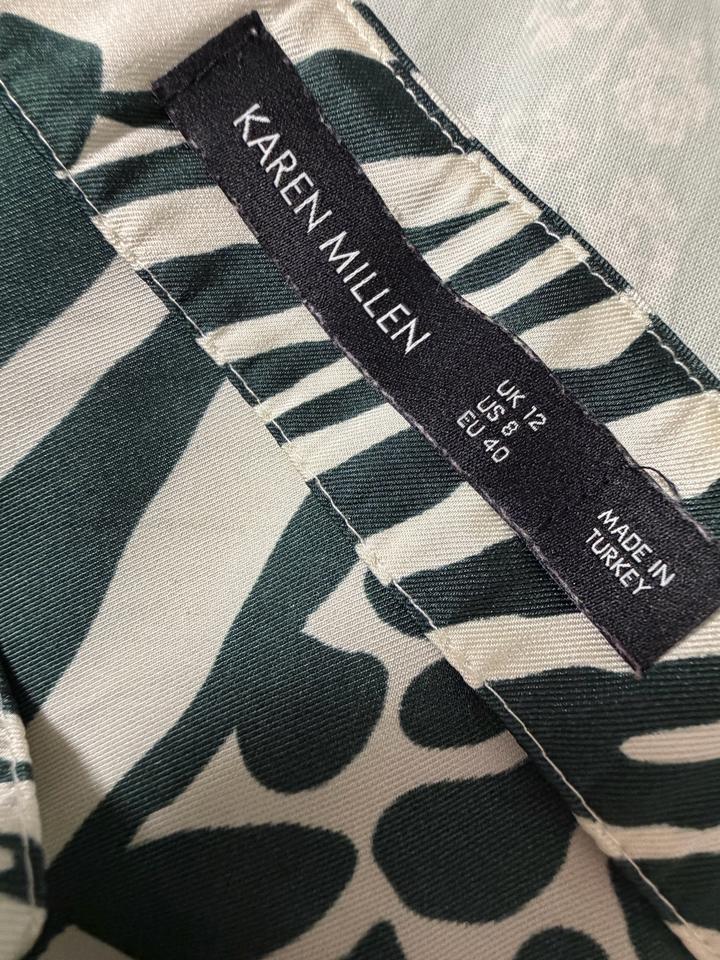 KAREN MILLEN
UK 12
US 8
EU 40
MADE IN
TURKEY